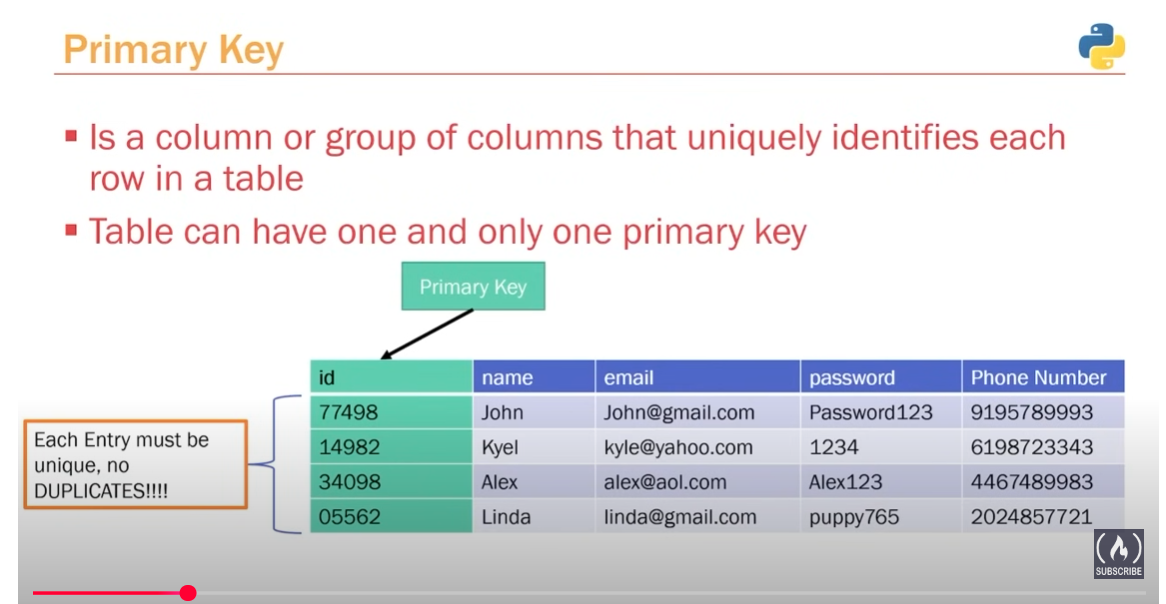 Primary Key
Is a column or group of columns that uniquely identifies each
row in a table
Table can have one and only one primary key
Primary Key
id name email password Phone Number
77498 John John@gmail.com Password123 9195789993
14982 Kyel kyle@yahoo.com 1234 6198723343
34098 Alex alex@aol.com Alex123 4467489983
05562 Linda linda@gmail.com puppy765 2024857721
Each Entry must be
unique, no
DUPLICATES!!!!
SUBSCRIBE